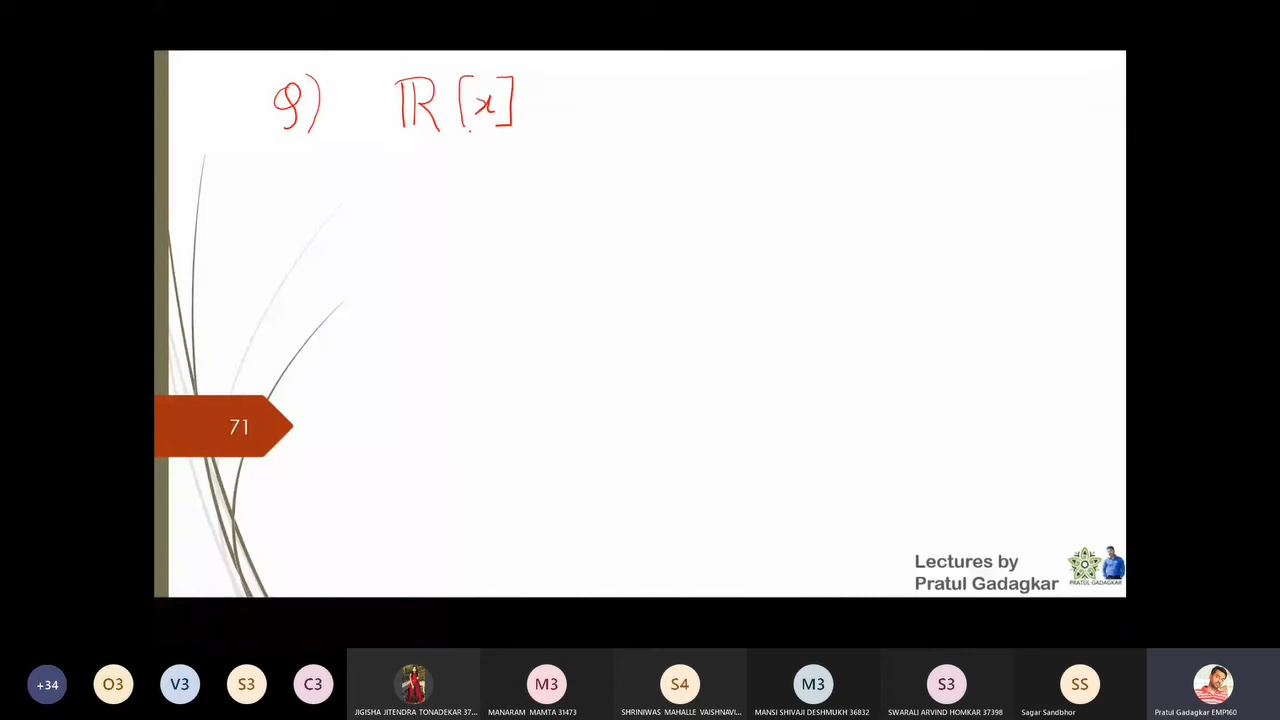 9) ℝ[x]
71
Lectures by
Pratul Gadagkar
PRATUL GADAGKAR
+34 O3 V3 S3 C3 M3 S4 M3 S3 SS
JIGISHA JITENDRA TONADEKAR 37... MANARAM MAMTA 31473 SHRINIWAS MAHALLE VAISHNAVI... MANSI SHIVAJI DESHMUKH 36832 SWARALI ARVIND HOMKAR 37398 Sagar Sandbhor Pratul Gadagkar EMP160